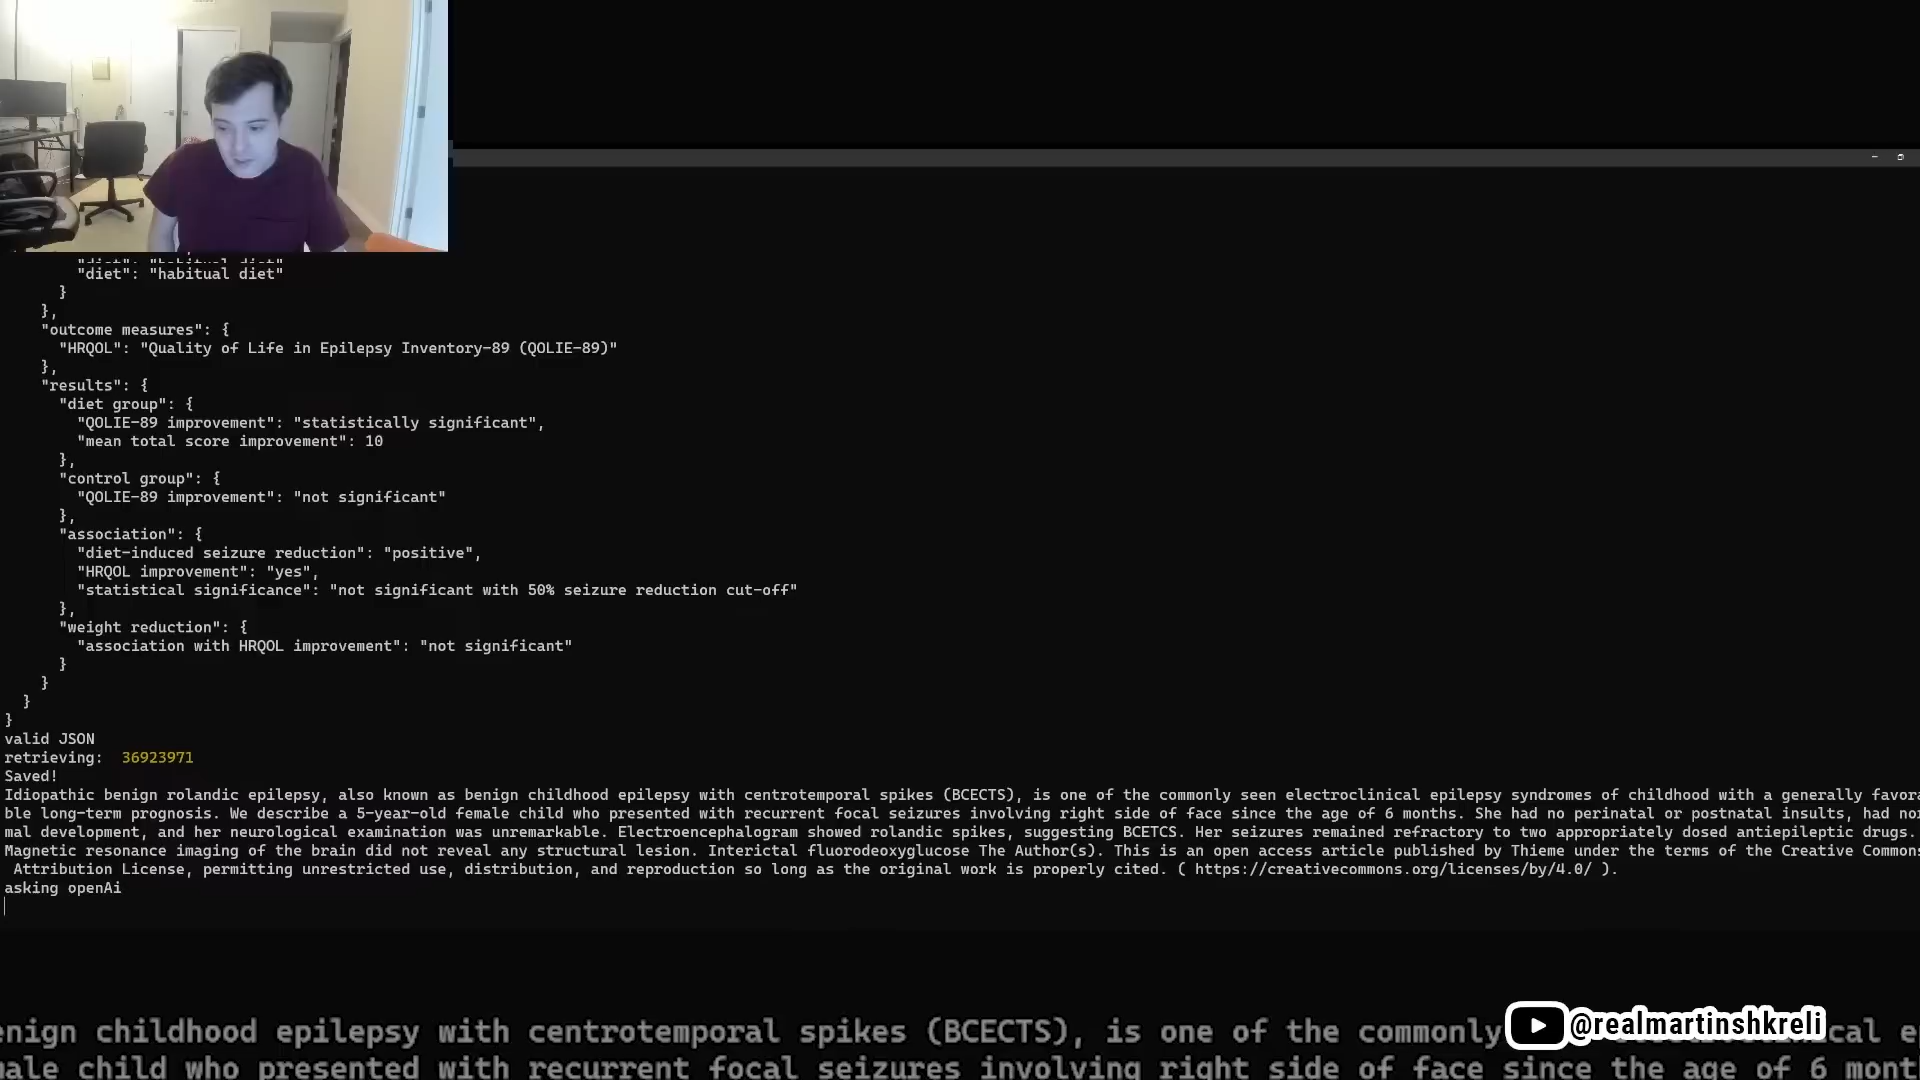 "diet": "habitual diet"
"diet": "habitual diet"
}
},
"outcome measures": {
"HRQOL": "Quality of Life in Epilepsy Inventory-89 (QOLIE-89)"
},
"results": {
"diet group": {
"QOLIE-89 improvement": "statistically significant",
"mean total score improvement": 10
},
"control group": {
"QOLIE-89 improvement": "not significant"
},
"association": {
"diet-induced seizure reduction": "positive",
"HRQOL improvement": "yes",
"statistical significance": "not significant with 50% seizure reduction cut-off"
},
"weight reduction": {
"association with HRQOL improvement": "not significant"
}
}
}
}
valid JSON
retrieving: 36923971
Saved!
Idiopathic benign rolandic epilepsy, also known as benign childhood epilepsy with centrotemporal spikes (BCECTS), is one of the commonly seen electroclinical epilepsy syndromes of childhood with a generally favora
ble long-term prognosis. We describe a 5-year-old female child who presented with recurrent focal seizures involving right side of face since the age of 6 months. She had no perinatal or postnatal insults, had nor
mal development, and her neurological examination was unremarkable. Electroencephalogram showed rolandic spikes, suggesting BCETCS. Her seizures remained refractory to two appropriately dosed antiepileptic drugs.
Magnetic resonance imaging of the brain did not reveal any structural lesion. Interictal fluorodeoxyglucose The Author(s). This is an open access article published by Thieme under the terms of the Creative Commons
Attribution License, permitting unrestricted use, distribution, and reproduction so long as the original work is properly cited. ( https://creativecommons.org/licenses/by/4.0/ ).
asking openAi
enign childhood epilepsy with centrotemporal spikes (BCECTS), is one of the commonly
@realmartinshkreli
ical ep
male child who presented with recurrent focal seizures involving right side of face since the age of 6 mont